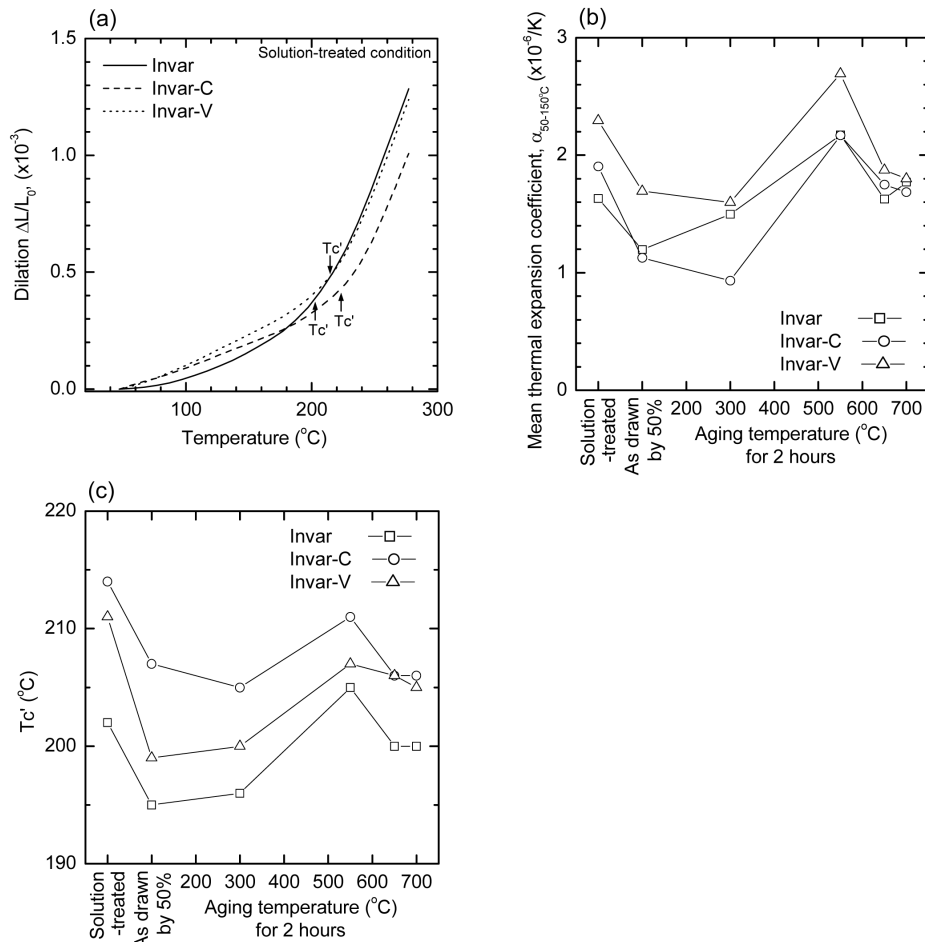 (a)
1.5
1.0
0.5
0.0
Dilation ΔL/L₀, (x10⁻³)
Solution-treated condition
Invar
Invar-C
Invar-V
Tc'
Tc'
Tc'
100
200
300
Temperature (°C)
(b)
3
2
1
0
Mean thermal expansion coefficient, α₅₀₋₁₅₀°C (x10⁻⁶/K)
Invar
Invar-C
Invar-V
Solution
-treated
As drawn
by 50%
200 300 400 500 600 700
Aging temperature (°C)
for 2 hours
(c)
220
210
200
190
Tc' (°C)
Invar
Invar-C
Invar-V
Solution
-treated
As drawn
by 50%
200 300 400 500 600 700
Aging temperature (°C)
for 2 hours